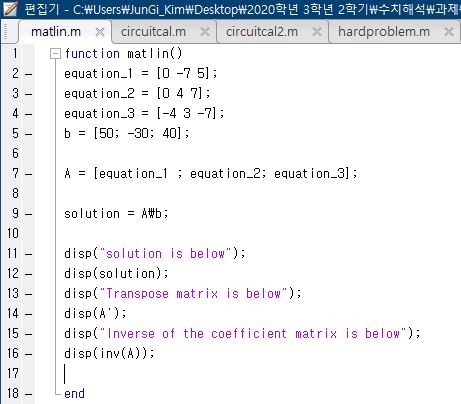 편집기 - C:₩Users₩JunGi_Kim₩Desktop₩2020학년 3학년 2학기₩수치해석₩과제
matlin.m circuitcal.m circuitcal2.m hardproblem.m
1 function matlin()
2 equation_1 = [0 -7 5];
3 equation_2 = [0 4 7];
4 equation_3 = [-4 3 -7];
5 b = [50; -30; 40];
6
7 A = [equation_1 ; equation_2; equation_3];
8
9 solution = A₩b;
10
11 disp("solution is below");
12 disp(solution);
13 disp("Transpose matrix is below");
14 disp(A');
15 disp("Inverse of the coefficient matrix is below");
16 disp(inv(A));
17
18 end